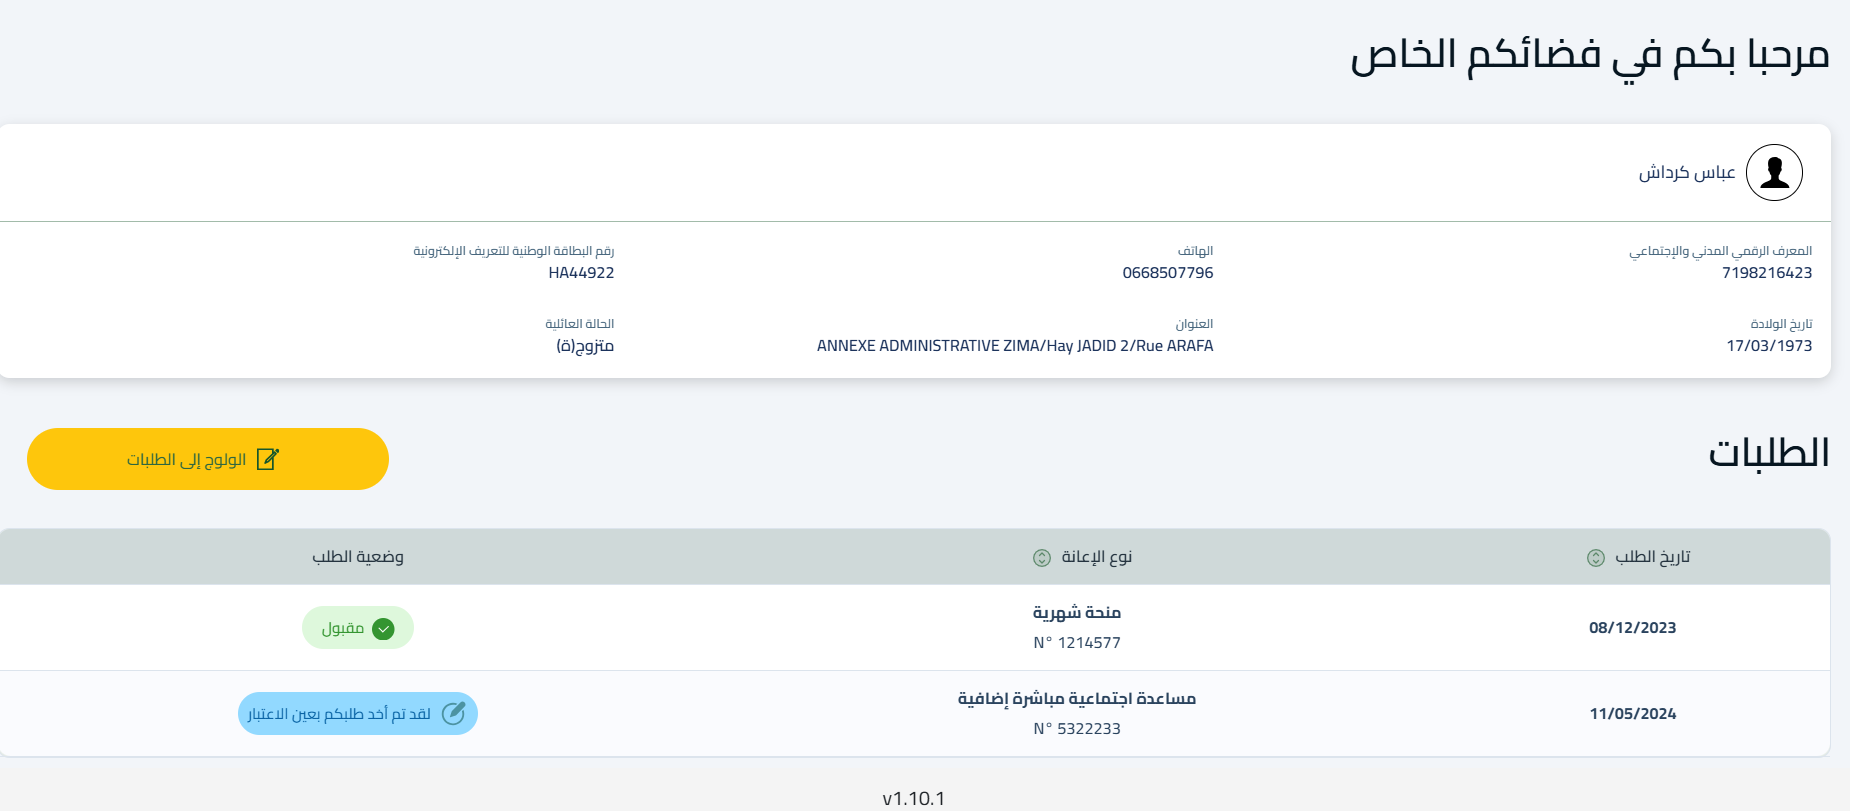 مرحبا بكم في فضائكم الخاص
عباس كرداش
المعرف الرقمي المدني والإجتماعي
7198216423
الهاتف
0668507796
رقم البطاقة الوطنية للتعريف الإلكترونية
HA44922
تاريخ الولادة
17/03/1973
العنوان
ANNEXE ADMINISTRATIVE ZIMA/Hay JADID 2/Rue ARAFA
الحالة العائلية
متزوج(ة)
الطلبات
الولوج إلى الطلبات
تاريخ الطلب
نوع الإعانة
وضعية الطلب
08/12/2023
منحة شهرية
N° 1214577
مقبول
11/05/2024
مساعدة اجتماعية مباشرة إضافية
N° 5322233
لقد تم أخد طلبكم بعين الاعتبار
v1.10.1